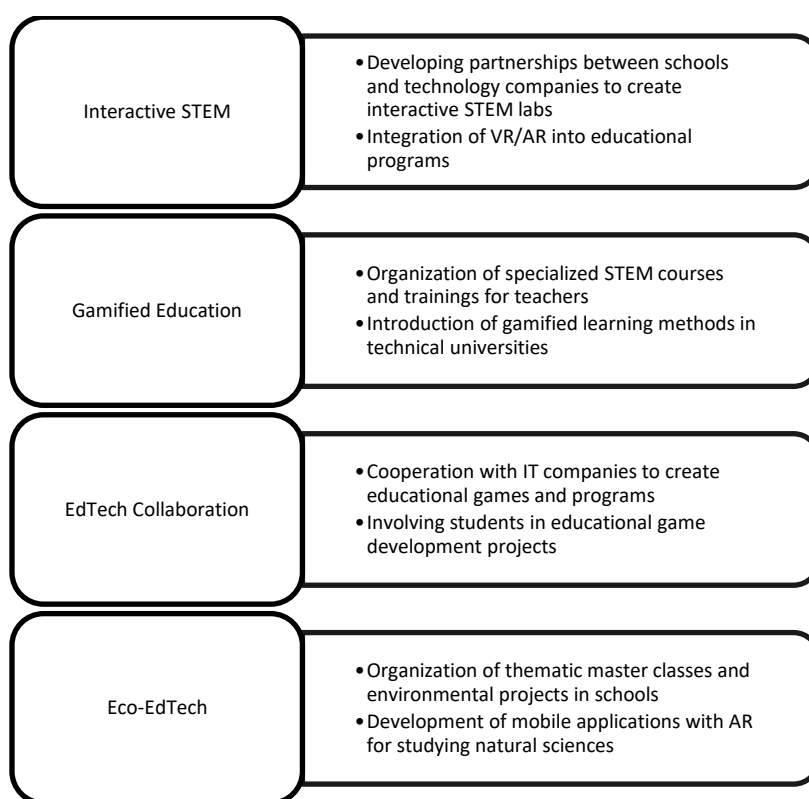 Interactive STEM
•Developing partnerships between schools
and technology companies to create
interactive STEM labs
•Integration of VR/AR into educational
programs
Gamified Education
•Organization of specialized STEM courses
and trainings for teachers
•Introduction of gamified learning methods in
technical universities
EdTech Collaboration
•Cooperation with IT companies to create
educational games and programs
•Involving students in educational game
development projects
Eco-EdTech
•Organization of thematic master classes and
environmental projects in schools
•Development of mobile applications with AR
for studying natural sciences